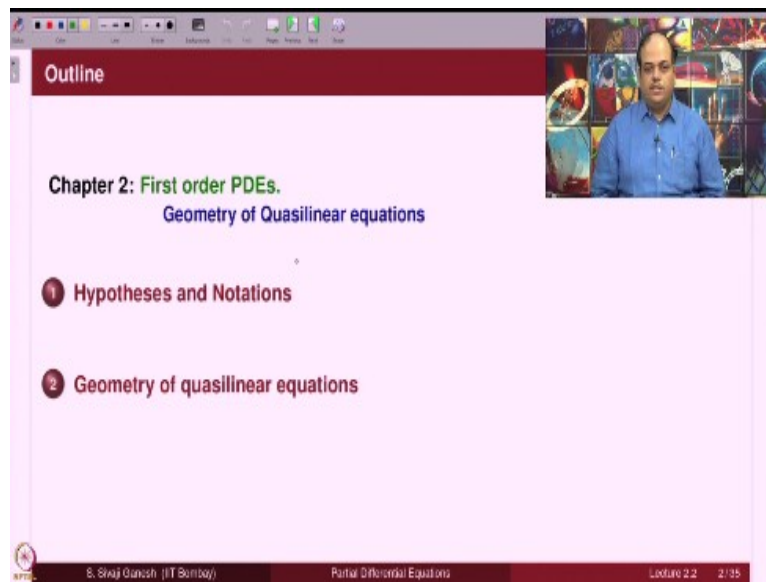 Outline
Chapter 2: First order PDEs.
Geometry of Quasilinear equations
1 Hypotheses and Notations
2 Geometry of quasilinear equations
S. Sivaji Ganesh (IIT Bombay) Partial Differential Equations Lecture 2.2 2/35